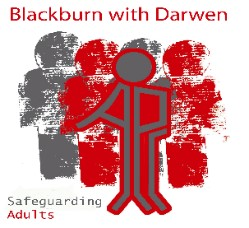 Blackburn with Darwen
Safeguarding
Adults